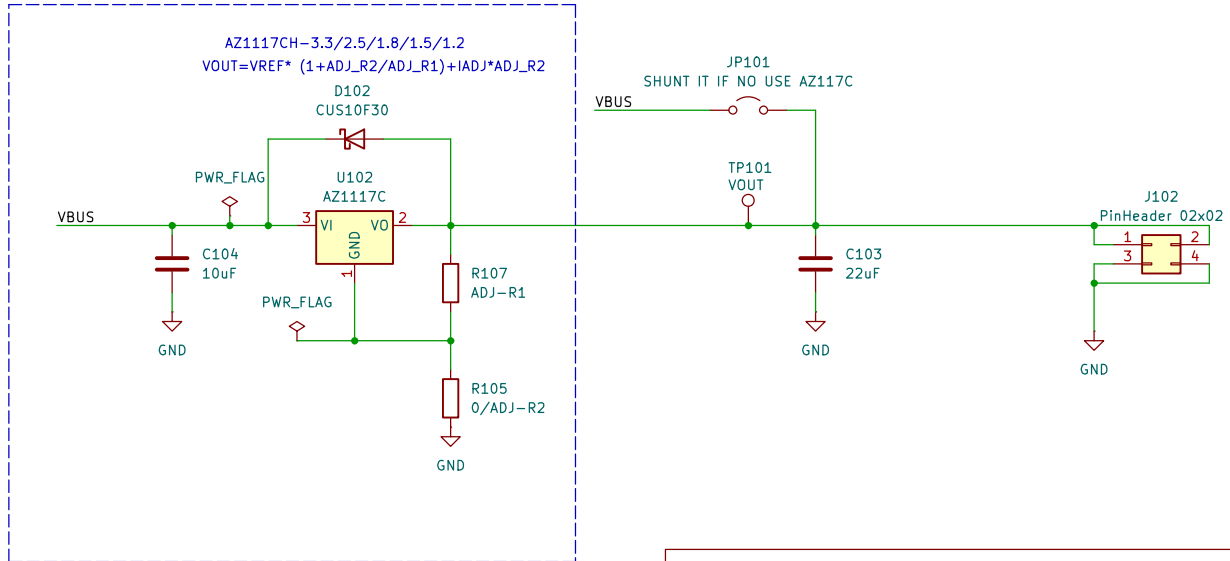 AZ1117CH-3.3/2.5/1.8/1.5/1.2
VOUT=VREF* (1+ADJ_R2/ADJ_R1)+IADJ*ADJ_R2
D102
CUS10F30
JP101
SHUNT IT IF NO USE AZ117C
VBUS
TP101
VOUT
PWR_FLAG
U102
AZ1117C
J102
PinHeader 02x02
VBUS
3
VI
VO
2
GND
1
C104
10uF
R107
ADJ-R1
C103
22uF
1
2
3
4
PWR_FLAG
GND
GND
GND
R105
0/ADJ-R2
GND